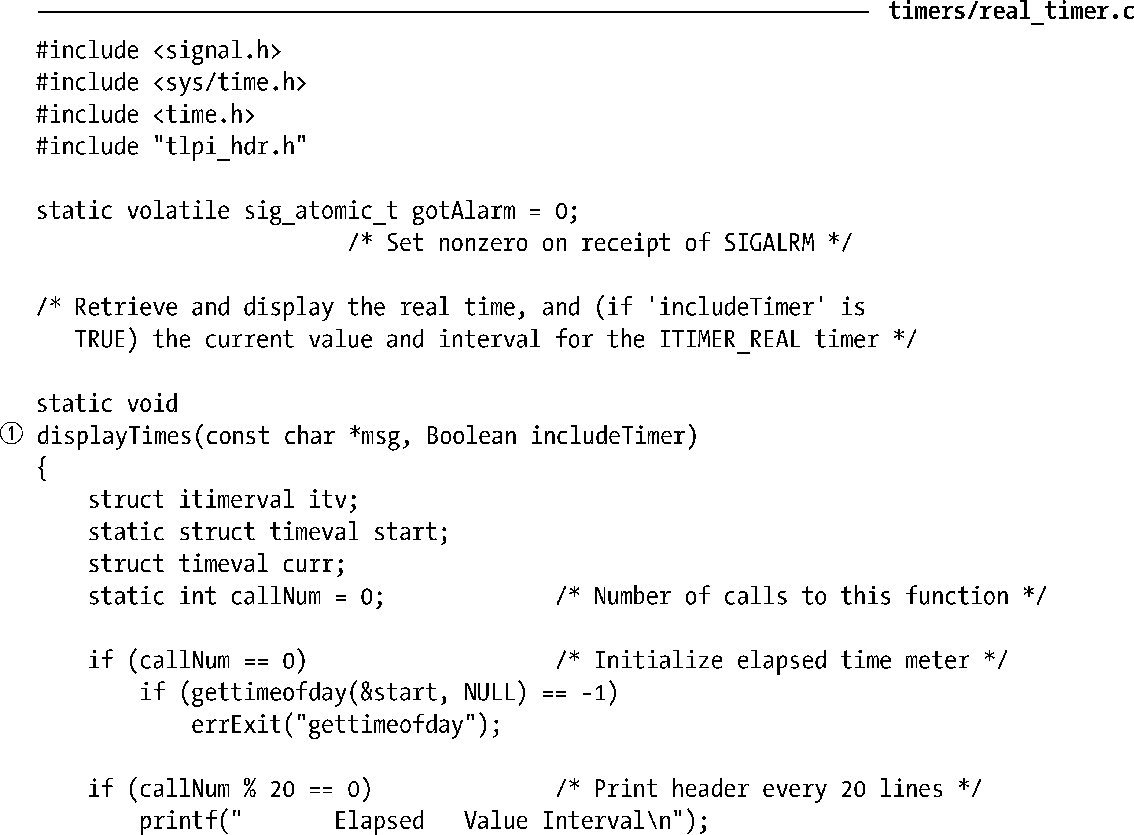 timers/real_timer.c
#include <signal.h>
#include <sys/time.h>
#include <time.h>
#include "tlpi_hdr.h"
static volatile sig_atomic_t gotAlarm = 0;
/* Set nonzero on receipt of SIGALRM */
/* Retrieve and display the real time, and (if 'includeTimer' is
TRUE) the current value and interval for the ITIMER_REAL timer */
static void
① displayTimes(const char *msg, Boolean includeTimer)
{
    struct itimerval itv;
    static struct timeval start;
    struct timeval curr;
    static int callNum = 0;             /* Number of calls to this function */
    if (callNum == 0)                   /* Initialize elapsed time meter */
        if (gettimeofday(&start, NULL) == -1)
            errExit("gettimeofday");
    if (callNum % 20 == 0)              /* Print header every 20 lines */
        printf("       Elapsed   Value Interval\n");